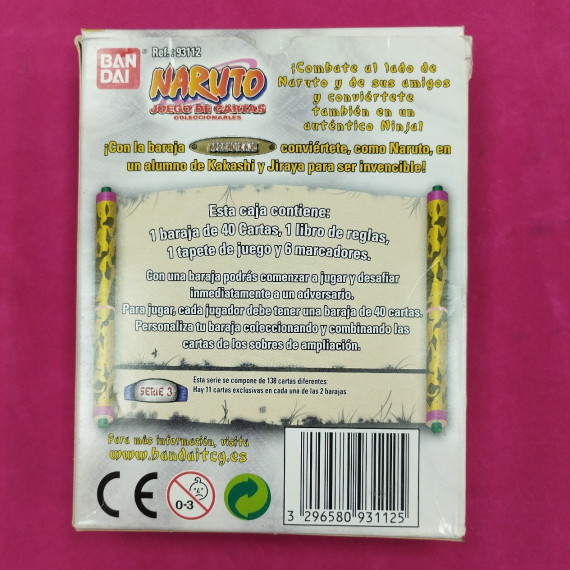 BAN
DAI
Ref.: 93112
NARUTO
JUEGO DE CARTAS
COLECCIONABLES
¡Combate al lado de
Naruto y de sus amigos
y conviértete
también en un
auténtico Ninja!
¡Con la baraja APRENDIZAJE conviértete, como Naruto, en
un alumno de Kakashi y Jiraya para ser invencible!
Esta caja contiene:
1 baraja de 40 Cartas, 1 libro de reglas,
1 tapete de juego y 6 marcadores.
Con una baraja podrás comenzar a jugar y desafiar
inmediatamente a un adversario.
Para jugar, cada jugador debe tener una baraja de 40 cartas.
Personaliza tu baraja coleccionando y combinando las
cartas de los sobres de ampliación.
SERIE 3
Esta serie se compone de 138 cartas diferentes:
Hay 11 cartas exclusivas en cada una de las 2 barajas.
Para más información, visita
www.bandaitcg.es
CE
0-3
3 296580 931125